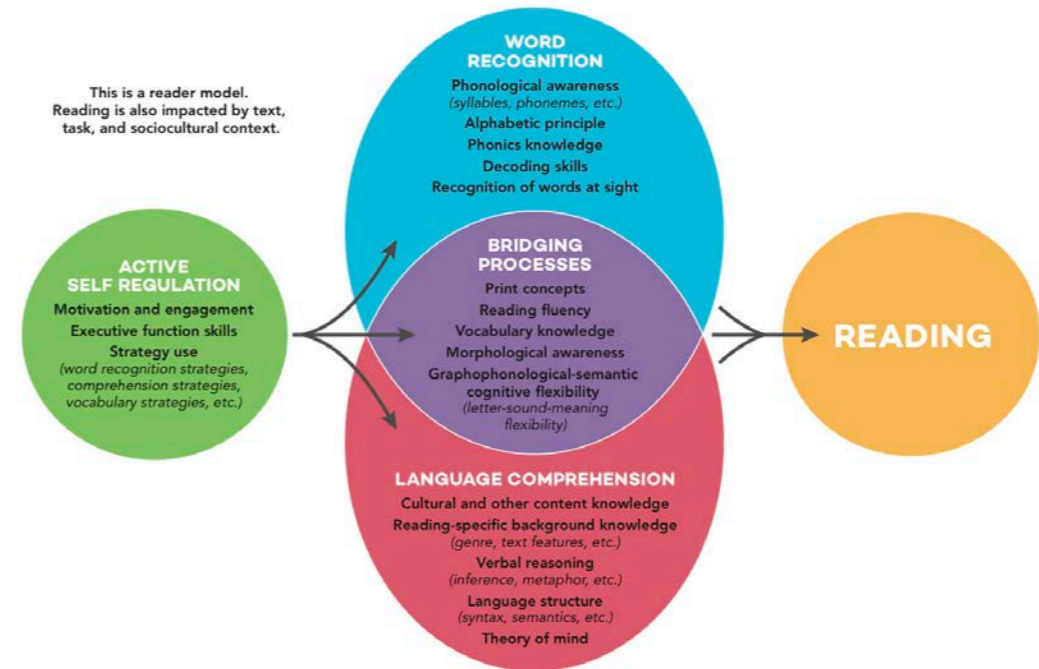 This is a reader model.
Reading is also impacted by text,
task, and sociocultural context.
ACTIVE
SELF REGULATION
Motivation and engagement
Executive function skills
Strategy use
(word recognition strategies,
comprehension strategies,
vocabulary strategies, etc.)
WORD
RECOGNITION
Phonological awareness
(syllables, phonemes, etc.)
Alphabetic principle
Phonics knowledge
Decoding skills
Recognition of words at sight
BRIDGING
PROCESSES
Print concepts
Reading fluency
Vocabulary knowledge
Morphological awareness
Graphophonological-semantic
cognitive flexibility
(letter-sound-meaning
flexibility)
LANGUAGE COMPREHENSION
Cultural and other content knowledge
Reading-specific background knowledge
(genre, text features, etc.)
Verbal reasoning
(inference, metaphor, etc.)
Language structure
(syntax, semantics, etc.)
Theory of mind
READING